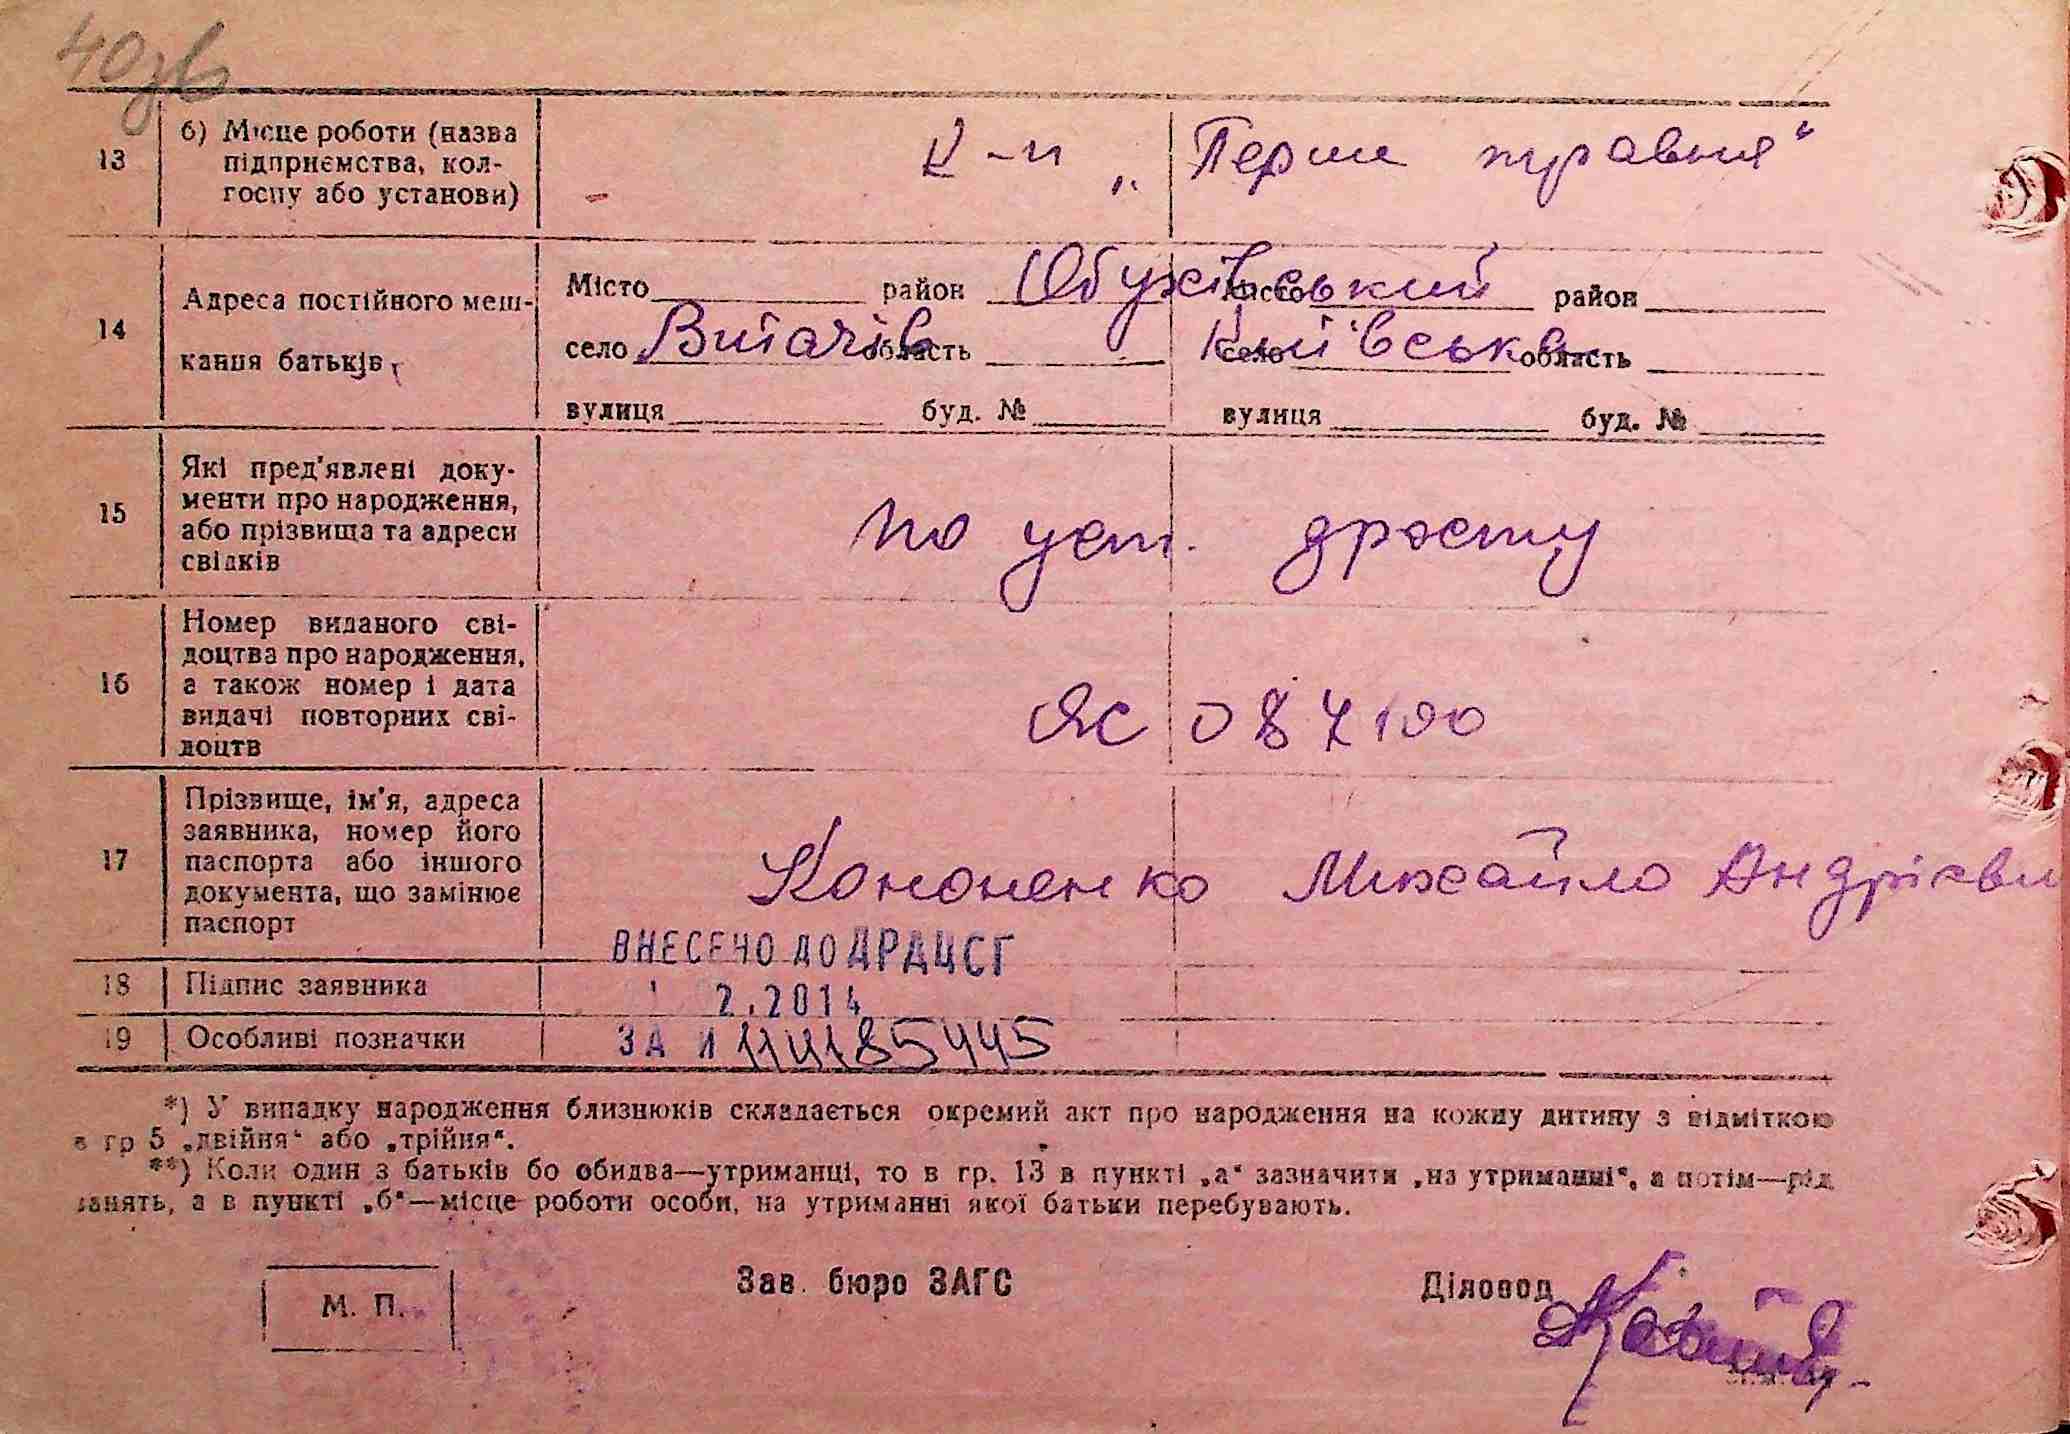 40зв
13
б) Місце роботи (назва
підприємства, кол-
госпу або установи)
-
К-п „Перше травня“
14
Адреса постійного меш-
кання батьків
Місто район Обухівський Місто район
село Витачів область Київська село область
вулиця буд. №
вулиця буд. №
15
Які пред'явлені доку-
менти про народження,
або прізвища та адреси
свідків
по уст.
16
Номер виданого сві-
доцтва про народження,
а також номер і дата
видачі повторних сві-
доцтв
ЯС 087100
17
Прізвище, ім'я, адреса
заявника, номер його
паспорта або іншого
документа, що замінює
паспорт
Кононенко Михайло Андрієви
ВНЕСЕНО ДО ДРАЦСГ
18
Підпис заявника
2.2014
19
Особливі позначки
ЗА №
*) У випадку народження близнюків складається окремий акт про народження на кожну дитину з відміткою
в гр 5 „двійня“ або „трійня“.
**) Коли один з батьків бо обидва—утриманці, то в гр. 13 в пункті „а“ зазначити „на утриманні“, а потім—рід
занять, а в пункті „б“—місце роботи особи, на утриманні якої батьки перебувають.
М. П.
Зав. бюро ЗАГС
Діловод